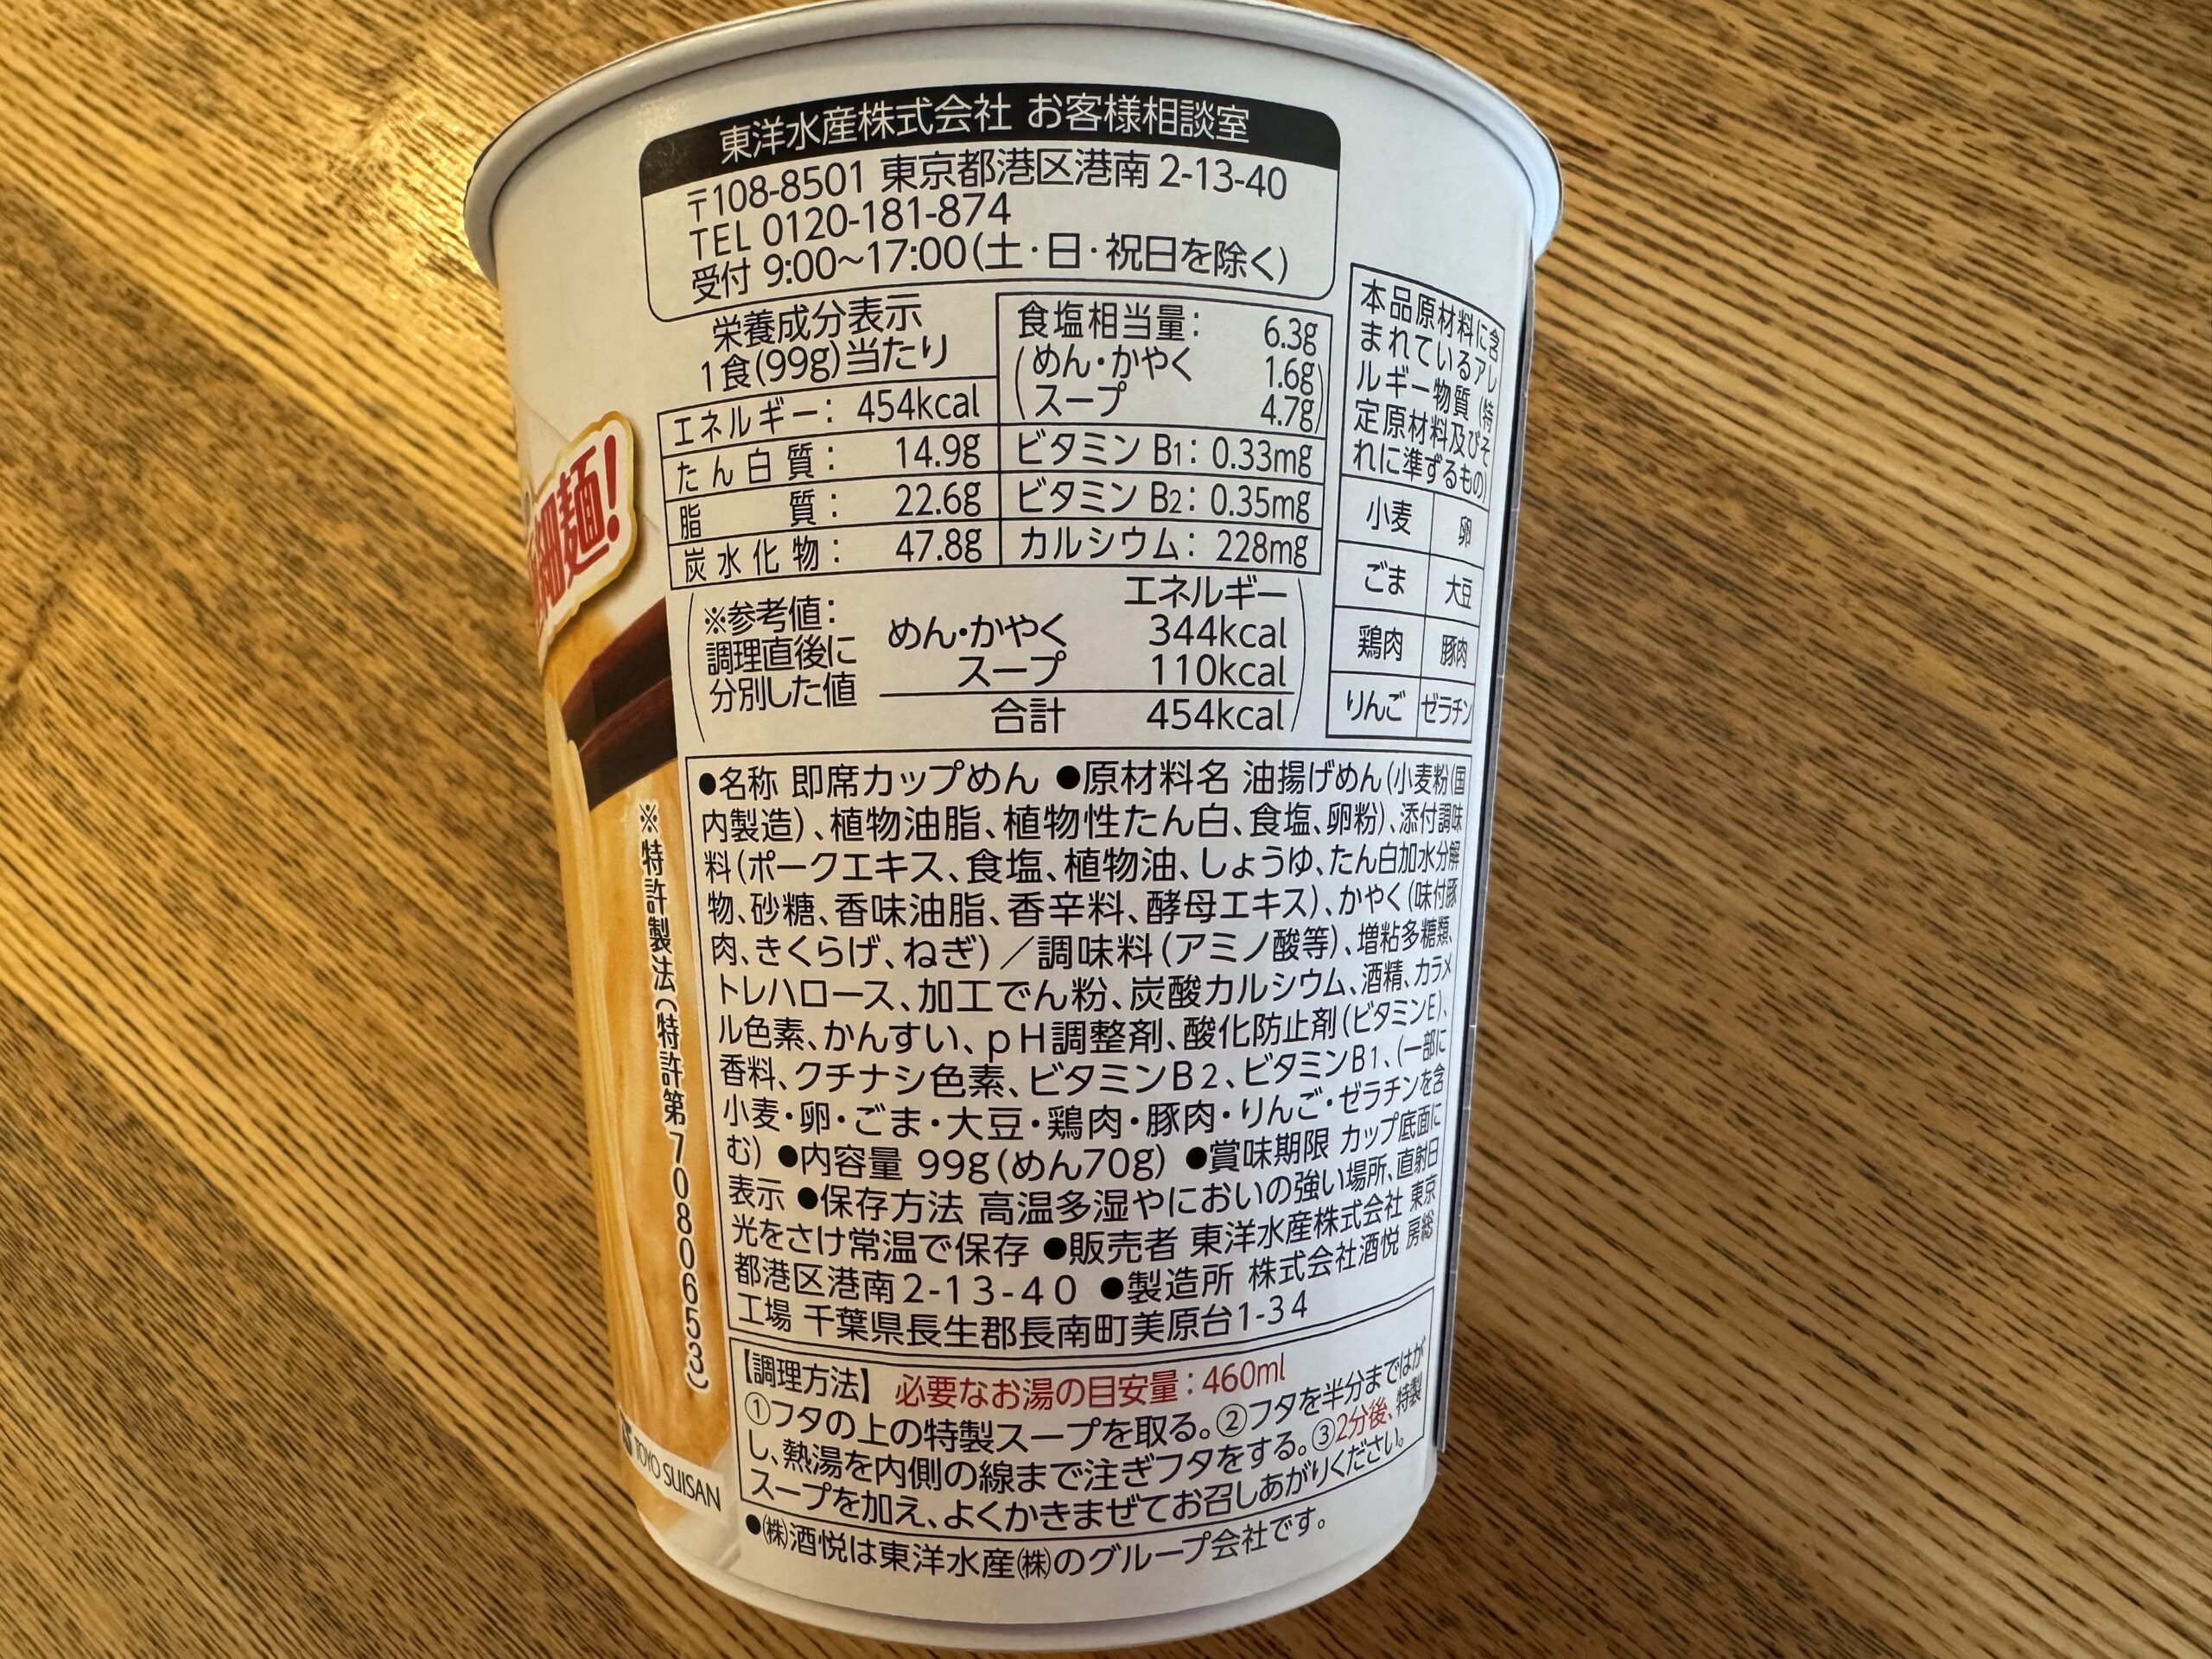 東洋水産株式会社 お客様相談室
〒108-8501 東京都港区港南 2-13-40
TEL 0120-181-874
受付 9:00〜17:00(土・日・祝日を除く)
栄養成分表示
1食(99g)当たり
エネルギー: 454kcal
たん白質: 14.9g
脂質: 22.6g
炭水化物: 47.8g
食塩相当量: 6.3g
(めん・かやく 1.6g)
(スープ 4.7g)
ビタミン B1: 0.33mg
ビタミン B2: 0.35mg
カルシウム: 228mg
※参考値:
調理直後に
分別した値
エネルギー
めん・かやく 344kcal
スープ 110kcal
合計 454kcal
本品原材料に含
まれているアレ
ルギー物質(特
定原材料及びそ
れに準ずるもの)
小麦 卵
ごま 大豆
鶏肉 豚肉
りんご ゼラチン
●名称 即席カップめん ●原材料名 油揚げめん(小麦粉(国
内製造)、植物油脂、植物性たん白、食塩、卵粉)、添付調味
料(ポークエキス、食塩、植物油、しょうゆ、たん白加水分解
物、砂糖、香味油脂、香辛料、酵母エキス)、かやく(味付豚
肉、きくらげ、ねぎ)/調味料(アミノ酸等)、増粘多糖類、
トレハロース、加工でん粉、炭酸カルシウム、酒精、カラメ
ル色素、かんすい、pH調整剤、酸化防止剤(ビタミンE)、
香料、クチナシ色素、ビタミンB2、ビタミンB1、(一部に
小麦・卵・ごま・大豆・鶏肉・豚肉・りんご・ゼラチンを含
む) ●内容量 99g(めん70g) ●賞味期限 カップ底面に
表示 ●保存方法 高温多湿やにおいの強い場所、直射日
光をさけ常温で保存 ●販売者 東洋水産株式会社 東京
都港区港南2-13-40 ●製造所 株式会社酒悦 房総
工場 千葉県長生郡長南町美原台1-34
【調理方法】 必要なお湯の目安量:460ml
①フタの上の特製スープを取る。②フタを半分まではが
し、熱湯を内側の線まで注ぎフタをする。③2分後、特製
スープを加え、よくかきまぜてお召しあがりください。
●㈱酒悦は東洋水産㈱のグループ会社です。
細麺!
※特許製法(特許第7080653)
TOYO SUISAN